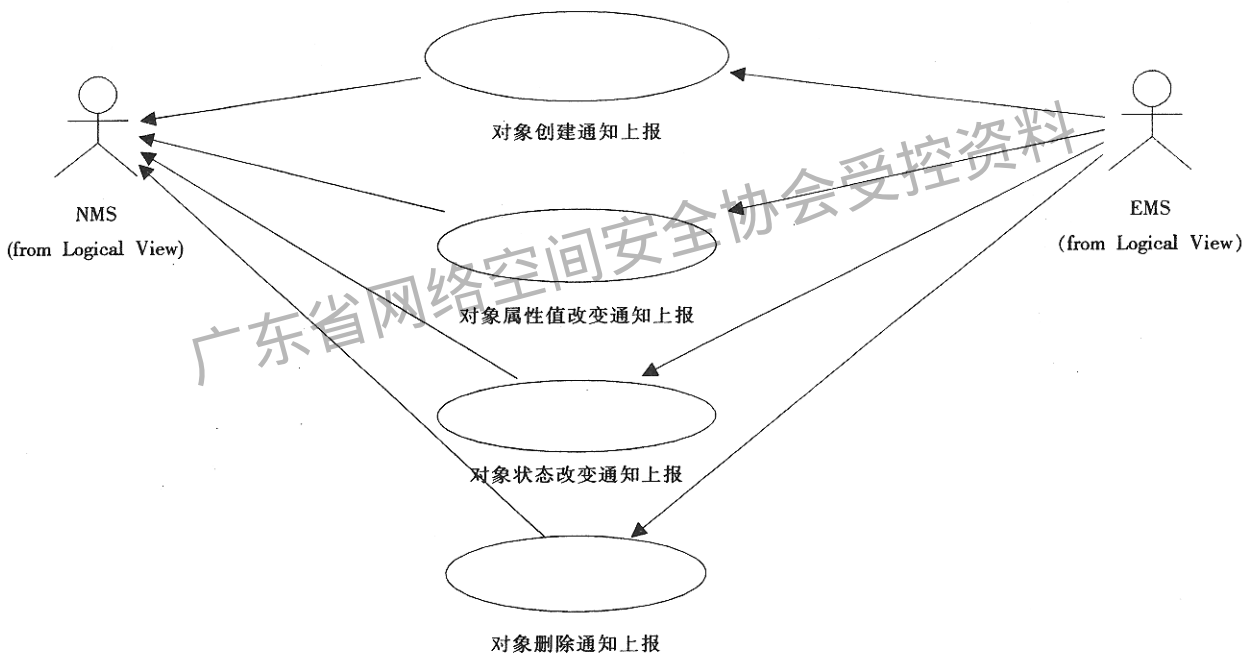 对象创建通知上报
NMS
(from Logical View)
EMS
(from Logical View)
对象属性值改变通知上报
对象状态改变通知上报
对象删除通知上报
广东省网络空间安全协会受控资料